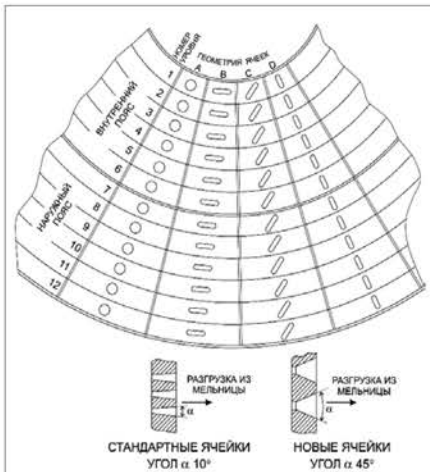 НОМЕР
УРОВНЯ
ГЕОМЕТРИЯ ЯЧЕЕК
A B C D
ВНУТРЕННИЙ
ПОЯС
1
2
3
4
5
6
НАРУЖНЫЙ
ПОЯС
7
8
9
10
11
12
РАЗГРУЗКА ИЗ
МЕЛЬНИЦЫ
α
СТАНДАРТНЫЕ ЯЧЕЙКИ
УГОЛ α 10°
РАЗГРУЗКА ИЗ
МЕЛЬНИЦЫ
α
НОВЫЕ ЯЧЕЙКИ
УГОЛ α 45°